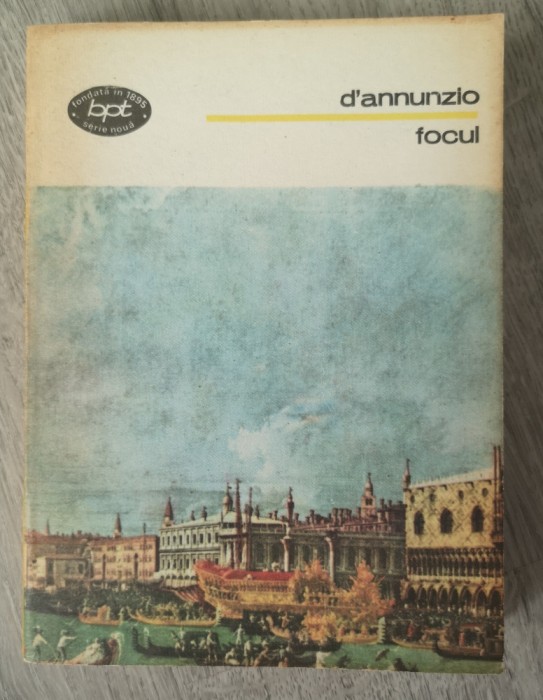 fondată în 1895
bpt
serie nouă
d'annunzio
focul